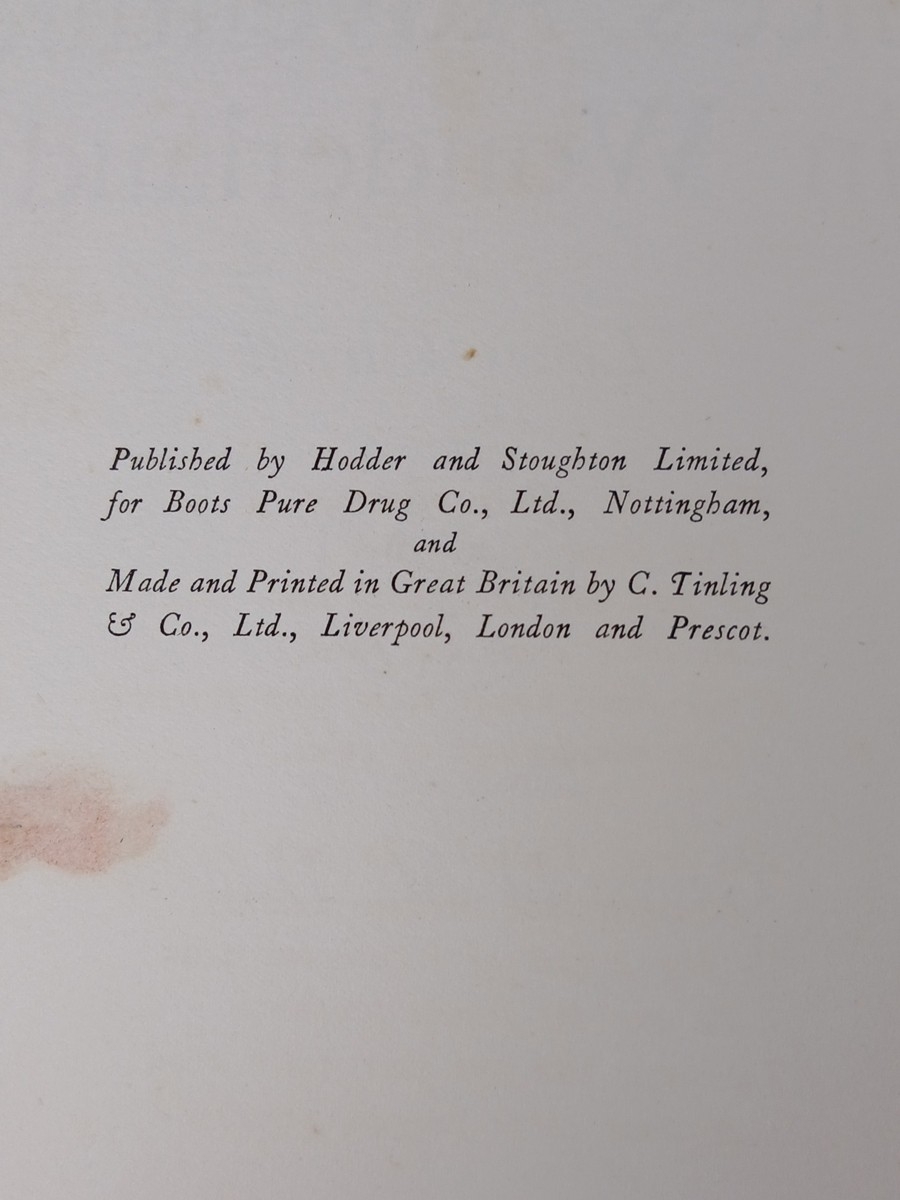 Published by Hodder and Stoughton Limited,
for Boots Pure Drug Co., Ltd., Nottingham,
and
Made and Printed in Great Britain by C. Tinling
& Co., Ltd., Liverpool, London and Prescot.